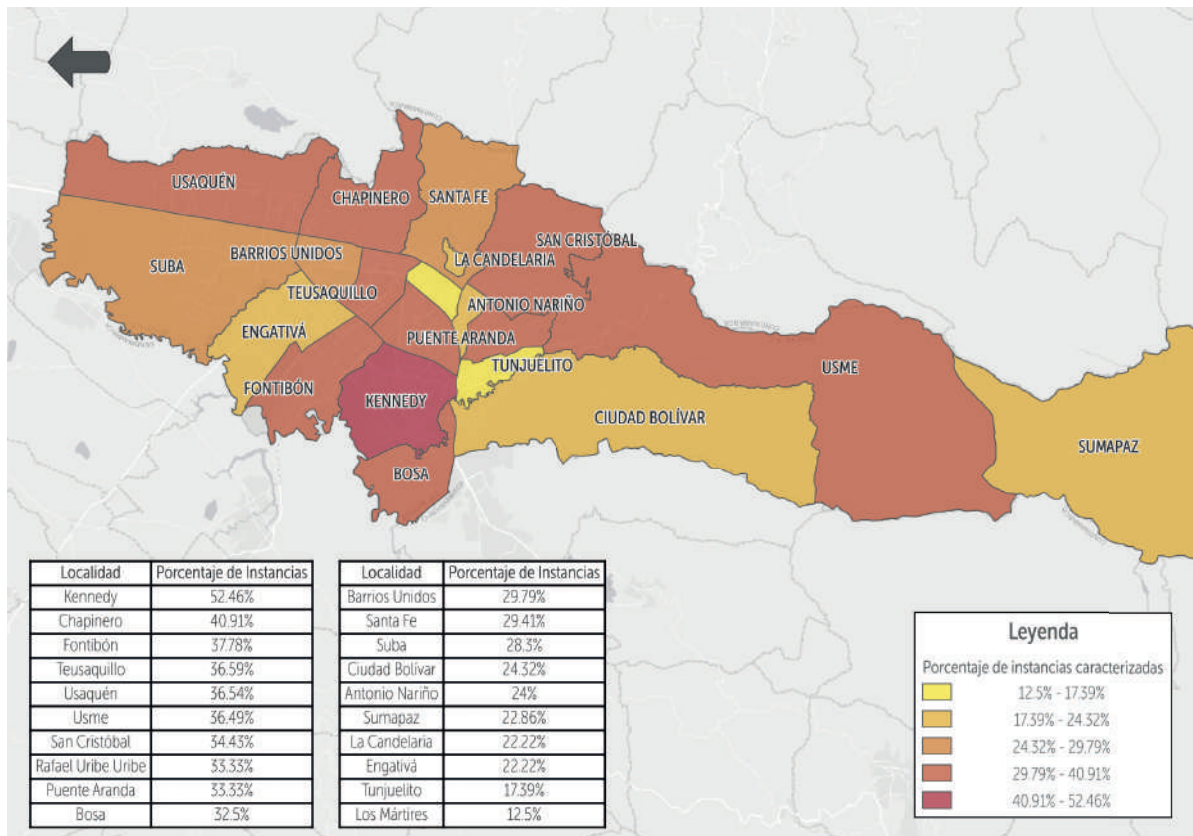 USAQUÉN
CHAPINERO
SANTA FE
SAN CRISTÓBAL
BARRIOS UNIDOS
LA CANDELARIA
SUBA
TEUSAQUILLO
ANTONIO NARIÑO
ENGATIVÁ
PUENTE ARANDA
TUNJUELITO
USME
FONTIBÓN
KENNEDY
CIUDAD BOLÍVAR
SUMAPAZ
BOSA
Localidad Porcentaje de Instancias
Kennedy 52.46%
Chapinero 40.91%
Fontibón 37.78%
Teusaquillo 36.59%
Usaquén 36.54%
Usme 36.49%
San Cristóbal 34.43%
Rafael Uribe Uribe 33.33%
Puente Aranda 33.33%
Bosa 32.5%
Localidad Porcentaje de Instancias
Barrios Unidos 29.79%
Santa Fe 29.41%
Suba 28.3%
Ciudad Bolívar 24.32%
Antonio Nariño 24%
Sumapaz 22.86%
La Candelaria 22.22%
Engativá 22.22%
Tunjuelito 17.39%
Los Mártires 12.5%
Leyenda
Porcentaje de instancias caracterizadas
12.5% - 17.39%
17.39% - 24.32%
24.32% - 29.79%
29.79% - 40.91%
40.91% - 52.46%